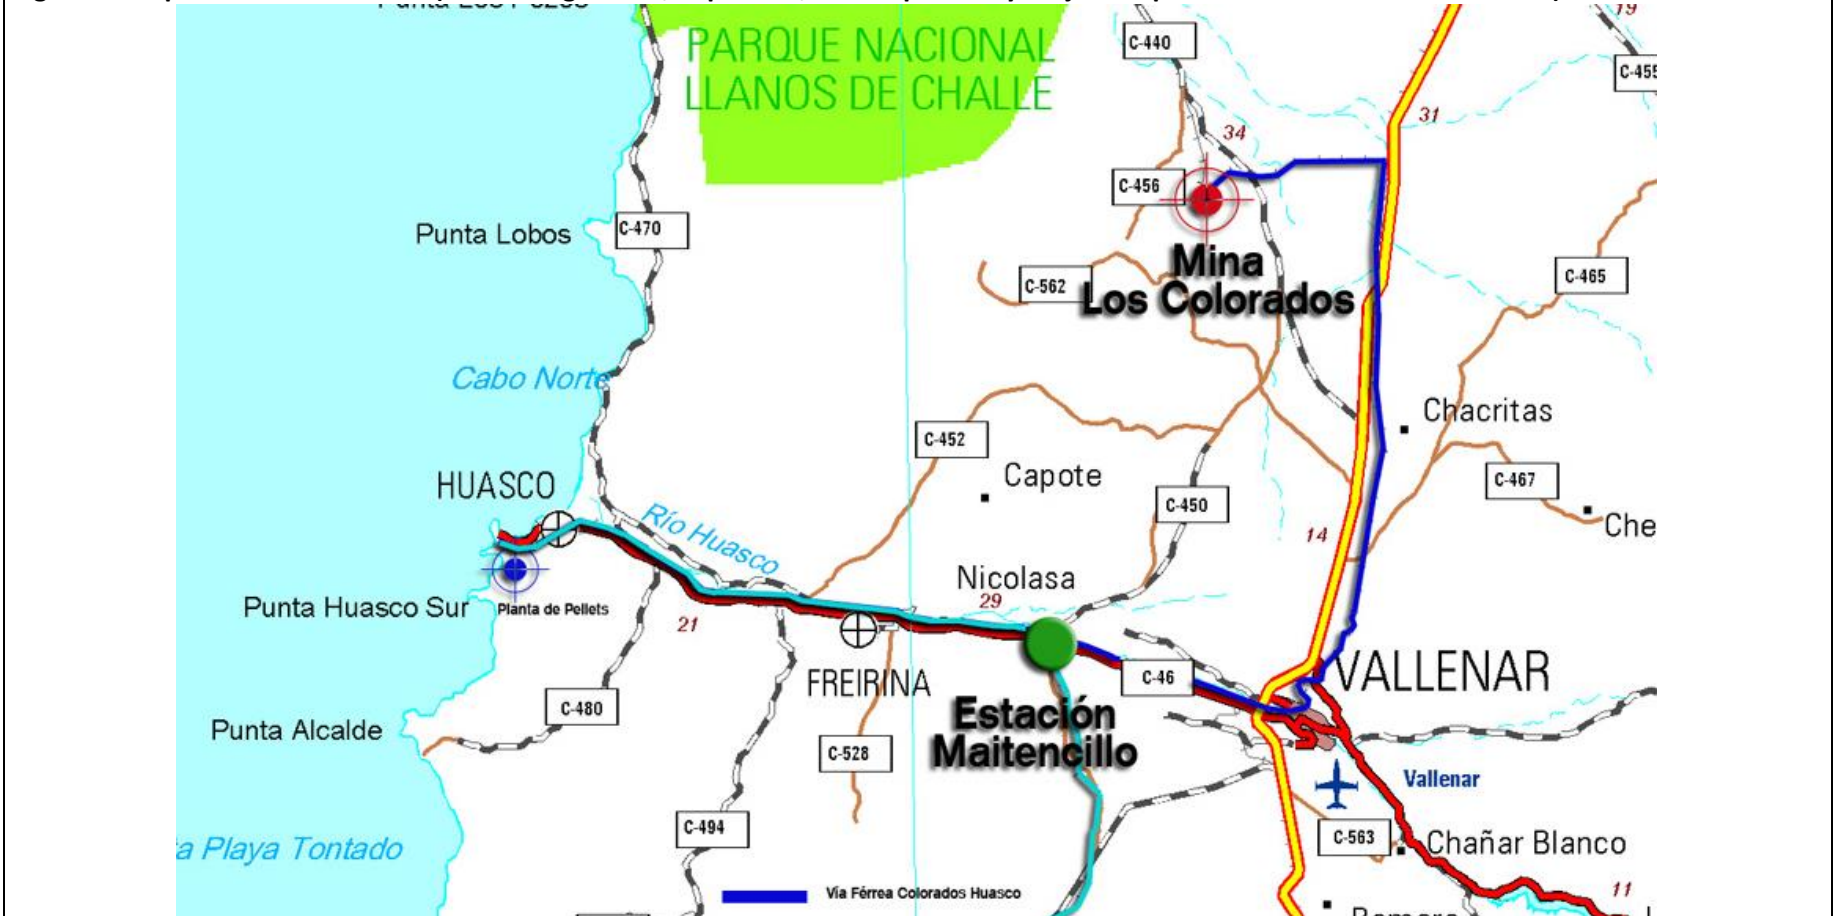 19
C-440
PARQUE NACIONAL
LLANOS DE CHALLE
C-455
31
34
C-456
Punta Lobos
C-470
Mina
Los Colorados
C-562
C-465
Cabo Norte
Chacritas
C-452
Capote
C-467
HUASCO
C-450
Río Huasco
14
Che
Nicolasa
29
Punta Huasco Sur
Planta de Pellets
21
FREIRINA
C-46
VALLENAR
C-480
Estación
Maitencillo
Punta Alcalde
C-528
Vallenar
C-494
C-563
Chañar Blanco
a Playa Tontado
Vía Férrea Colorados Huasco
11